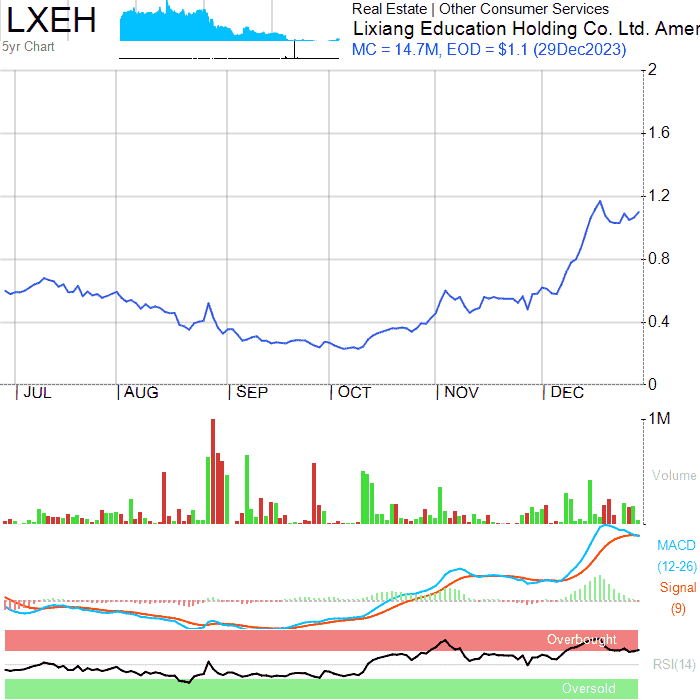 LXEH
5yr Chart
Real Estate | Other Consumer Services
Lixiang Education Holding Co. Ltd. Amer
MC = 14.7M, EOD = $1.1 (29Dec2023)
2
1.6
1.2
0.8
0.4
0
JUL AUG SEP OCT NOV DEC
1M
Volume
MACD
(12-26)
Signal
(9)
Overbought
RSI(14)
Oversold